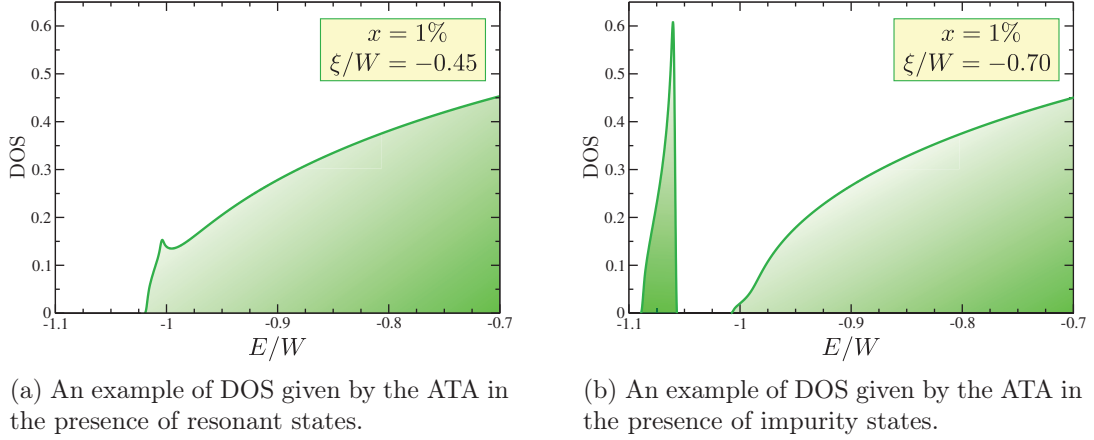 x = 1%
ξ/W = −0.45
DOS
0.6
0.5
0.4
0.3
0.2
0.1
0
-1.1
-1
-0.9
-0.8
-0.7
E/W
(a) An example of DOS given by the ATA in
the presence of resonant states.
x = 1%
ξ/W = −0.70
DOS
0.6
0.5
0.4
0.3
0.2
0.1
0
-1.1
-1
-0.9
-0.8
-0.7
E/W
(b) An example of DOS given by the ATA in
the presence of impurity states.